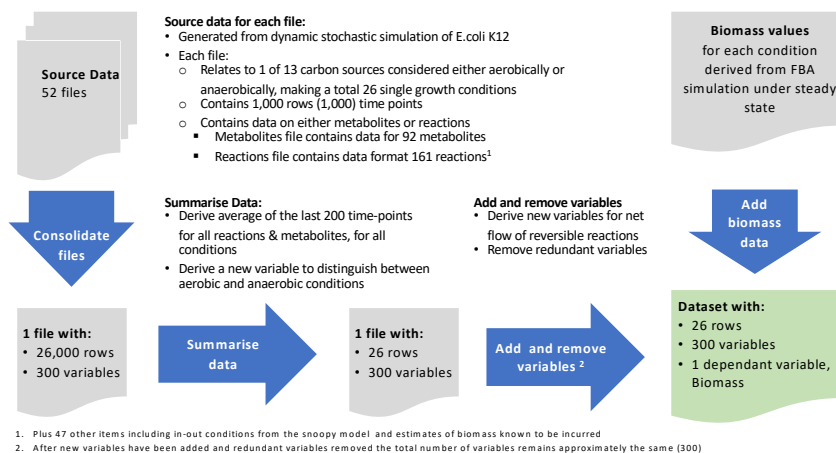 Source data for each file:
• Generated from dynamic stochastic simulation of E.coli K12
• Each file:
o Relates to 1 of 13 carbon sources considered either aerobically or
anaerobically, making a total 26 single growth conditions
o Contains 1,000 rows (1,000) time points
o Contains data on either metabolites or reactions
▪ Metabolites file contains data for 92 metabolites
▪ Reactions file contains data format 161 reactions1
Source Data
52 files
Biomass values
for each condition
derived from FBA
simulation under steady
state
Consolidate
files
Summarise Data:
• Derive average of the last 200 time-points
for all reactions & metabolites, for all
conditions
• Derive a new variable to distinguish between
aerobic and anaerobic conditions
Add and remove variables
• Derive new variables for net
flow of reversible reactions
• Remove redundant variables
Add
biomass
data
1 file with:
• 26,000 rows
• 300 variables
Summarise
data
1 file with:
• 26 rows
• 300 variables
Add and remove
variables 2
Dataset with:
• 26 rows
• 300 variables
• 1 dependant variable,
Biomass
1. Plus 47 other items including in-out conditions from the snoopy model and estimates of biomass known to be incurred
2. After new variables have been added and redundant variables removed the total number of variables remains approximately the same (300)